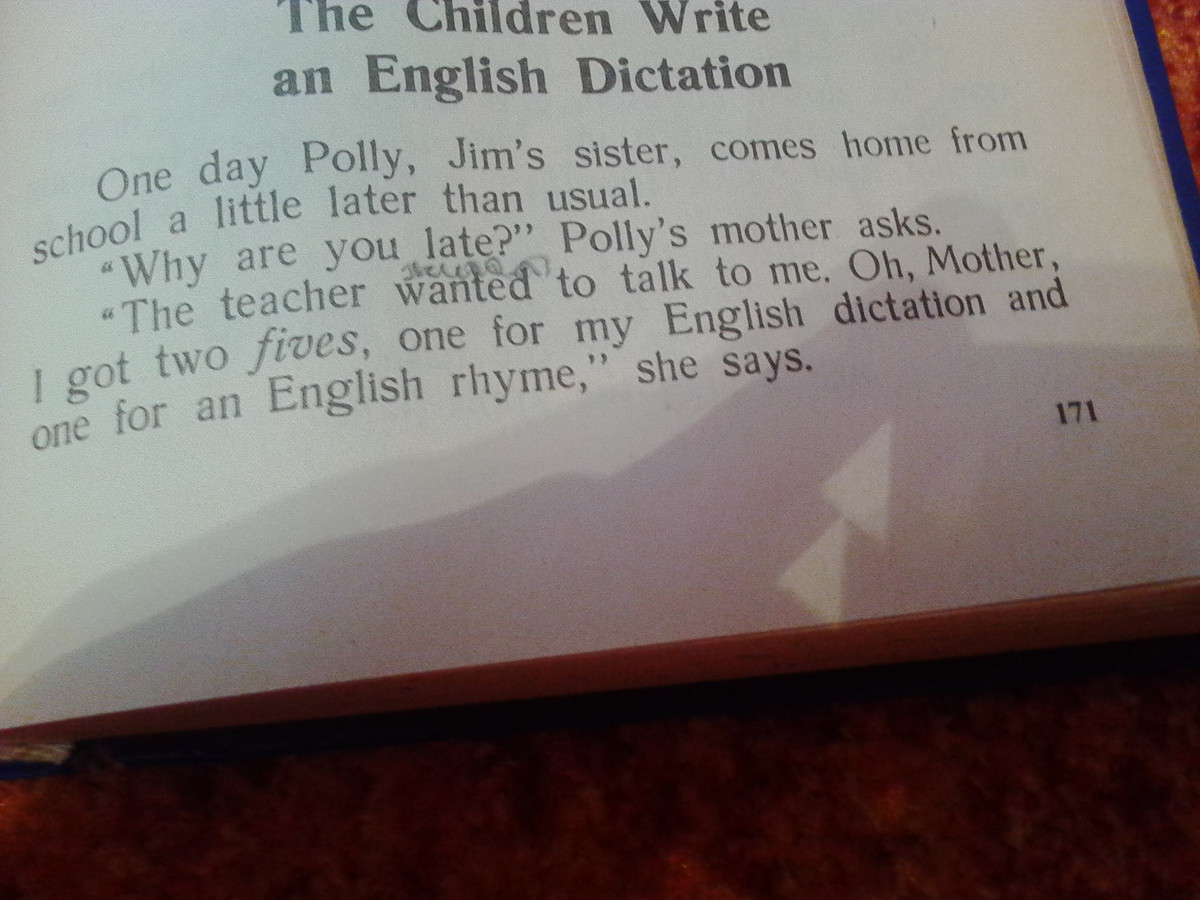 The Children Write
an English Dictation
One day Polly, Jim's sister, comes home from
school a little later than usual.
“Why are you late?” Polly's mother asks.
“The teacher wanted to talk to me. Oh, Mother,
I got two fives, one for my English dictation and
one for an English rhyme,” she says.
171